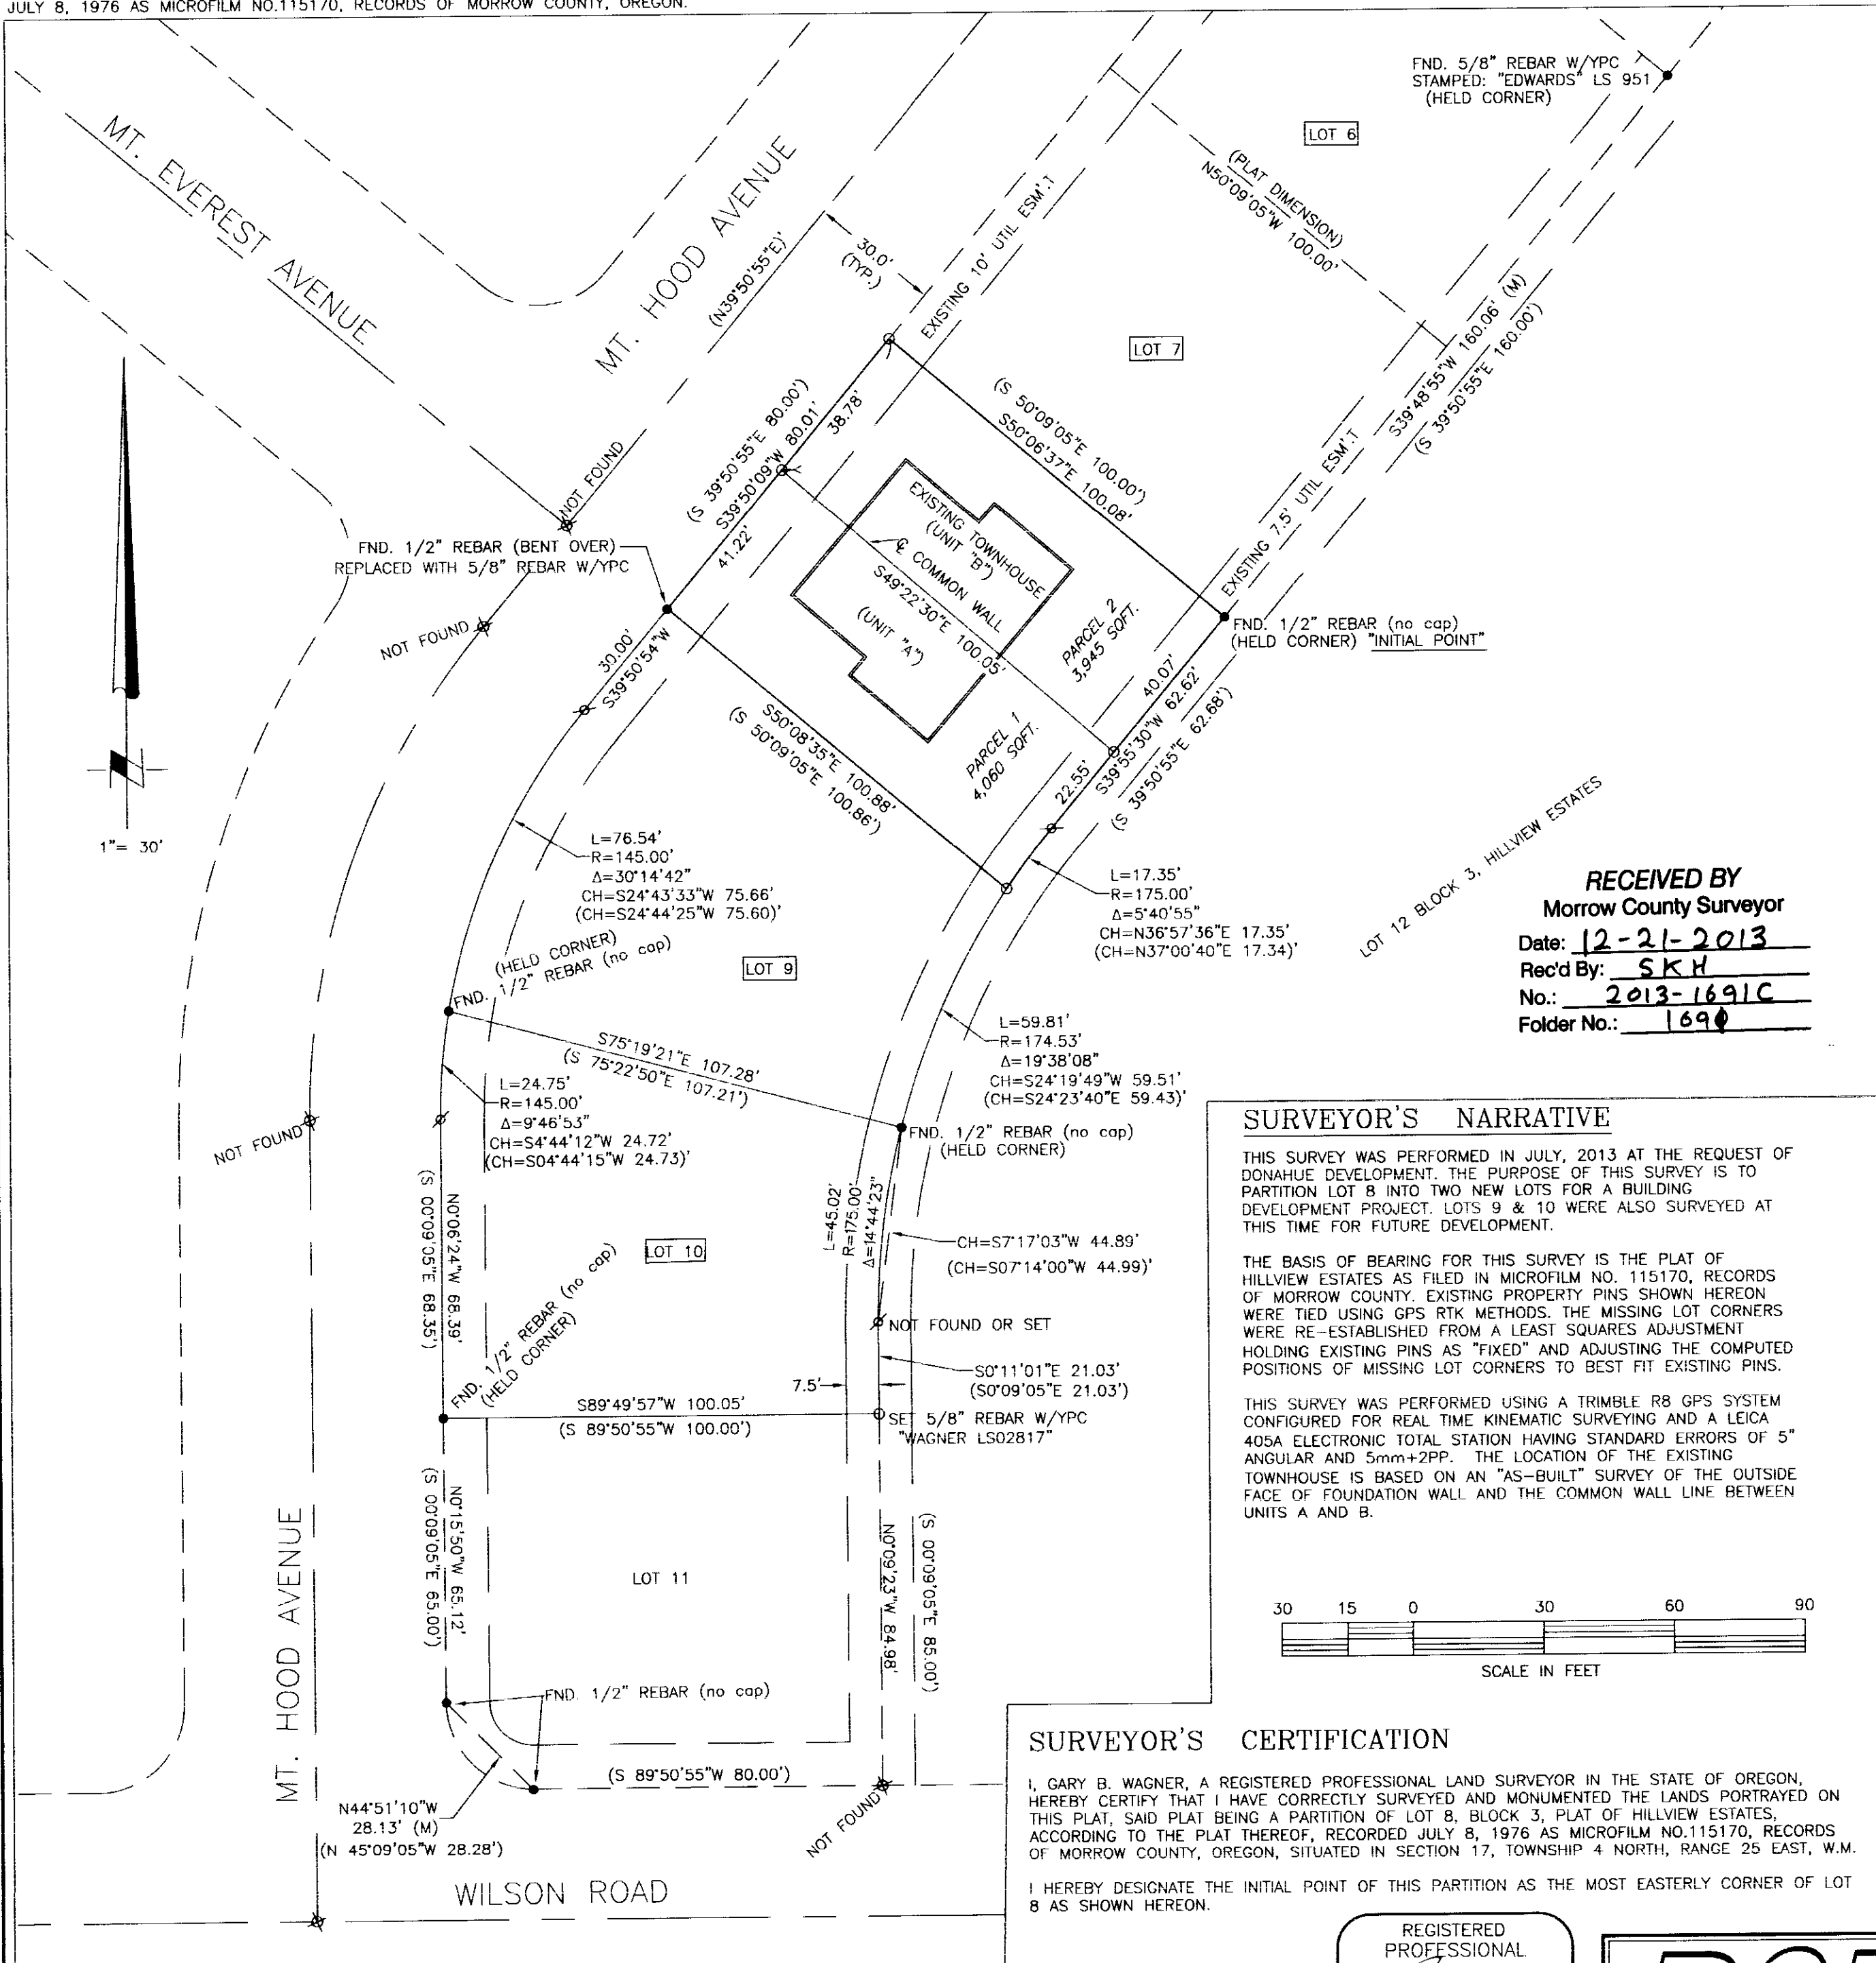 JULY 8, 1976 AS MICROFILM NO.115170, RECORDS OF MORROW COUNTY, OREGON.
FND. 5/8" REBAR W/YPC
STAMPED: "EDWARDS" LS 951
(HELD CORNER)
LOT 6
MT. EVEREST AVENUE
MT. HOOD AVENUE
(N39°50'55"E)'
30.0'
(TYP.)
EXISTING 10' UTIL ESM'.T
(PLAT DIMENSION)
N50°09'05"W 100.00'
LOT 7
S39°48'55"W 160.06' (M)
(S 39°50'55"E 160.00')
(S 50°09'05"E 100.00')
S50°06'37"E 100.08'
(S 39°50'55"E 80.00')
S39°50'09"W 80.01'
38.78'
41.22'
NOT FOUND
FND. 1/2" REBAR (BENT OVER)
REPLACED WITH 5/8" REBAR W/YPC
NOT FOUND
EXISTING TOWNHOUSE
(UNIT "B")
℄ COMMON WALL
S49°22'30"E 100.05'
(UNIT "A")
PARCEL 2
3,945 SQFT.
EXISTING 7.5' UTIL ESM'.T
FND. 1/2" REBAR (no cap)
(HELD CORNER) "INITIAL POINT"
30.00'
S39°50'54"W
S50°08'35"E 100.88'
(S 50°09'05"E 100.86')
PARCEL 1
4,060 SQFT.
40.07'
S39°55'30"W 62.62'
(S 39°50'55"E 62.68')
22.55'
1"= 30'
L=76.54'
R=145.00'
Δ=30°14'42"
CH=S24°43'33"W 75.66'
(CH=S24°44'25"W 75.60)'
L=17.35'
R=175.00'
Δ=5°40'55"
CH=N36°57'36"E 17.35'
(CH=N37°00'40"E 17.34)'
LOT 12 BLOCK 3, HILLVIEW ESTATES
RECEIVED BY
Morrow County Surveyor
Date: 12-21-2013
Rec'd By: SKH
No.: 2013-1691C
Folder No.: 169
(HELD CORNER)
FND. 1/2" REBAR (no cap)
LOT 9
S75°19'21"E 107.28'
(S 75°22'50"E 107.21')
L=59.81'
R=174.53'
Δ=19°38'08"
CH=S24°19'49"W 59.51'
(CH=S24°23'40"E 59.43)'
L=24.75'
R=145.00'
Δ=9°46'53"
CH=S4°44'12"W 24.72'
(CH=S04°44'15"W 24.73)'
NOT FOUND
FND. 1/2" REBAR (no cap)
(HELD CORNER)
(S 00°09'05"E 68.35')
N0°06'24"W 68.39'
LOT 10
FND. 1/2" REBAR (no cap)
(HELD CORNER)
L=45.02'
R=175.00'
Δ=14°44'23"
CH=S7°17'03"W 44.89'
(CH=S07°14'00"W 44.99)'
NOT FOUND OR SET
S0°11'01"E 21.03'
(S0°09'05"E 21.03')
7.5'
S89°49'57"W 100.05'
(S 89°50'55"W 100.00')
SET 5/8" REBAR W/YPC
"WAGNER LS02817"
(S 00°09'05"E 65.00')
N0°15'50"W 65.12'
LOT 11
N0°09'23"W 84.98'
(S 00°09'05"E 85.00')
MT. HOOD AVENUE
FND. 1/2" REBAR (no cap)
(S 89°50'55"W 80.00')
N44°51'10"W
28.13' (M)
(N 45°09'05"W 28.28')
NOT FOUND
WILSON ROAD
SURVEYOR'S NARRATIVE
THIS SURVEY WAS PERFORMED IN JULY, 2013 AT THE REQUEST OF
DONAHUE DEVELOPMENT. THE PURPOSE OF THIS SURVEY IS TO
PARTITION LOT 8 INTO TWO NEW LOTS FOR A BUILDING
DEVELOPMENT PROJECT. LOTS 9 & 10 WERE ALSO SURVEYED AT
THIS TIME FOR FUTURE DEVELOPMENT.
THE BASIS OF BEARING FOR THIS SURVEY IS THE PLAT OF
HILLVIEW ESTATES AS FILED IN MICROFILM NO. 115170, RECORDS
OF MORROW COUNTY. EXISTING PROPERTY PINS SHOWN HEREON
WERE TIED USING GPS RTK METHODS. THE MISSING LOT CORNERS
WERE RE-ESTABLISHED FROM A LEAST SQUARES ADJUSTMENT
HOLDING EXISTING PINS AS "FIXED" AND ADJUSTING THE COMPUTED
POSITIONS OF MISSING LOT CORNERS TO BEST FIT EXISTING PINS.
THIS SURVEY WAS PERFORMED USING A TRIMBLE R8 GPS SYSTEM
CONFIGURED FOR REAL TIME KINEMATIC SURVEYING AND A LEICA
405A ELECTRONIC TOTAL STATION HAVING STANDARD ERRORS OF 5"
ANGULAR AND 5mm+2PP. THE LOCATION OF THE EXISTING
TOWNHOUSE IS BASED ON AN "AS-BUILT" SURVEY OF THE OUTSIDE
FACE OF FOUNDATION WALL AND THE COMMON WALL LINE BETWEEN
UNITS A AND B.
30 15 0 30 60 90
SCALE IN FEET
SURVEYOR'S CERTIFICATION
I, GARY B. WAGNER, A REGISTERED PROFESSIONAL LAND SURVEYOR IN THE STATE OF OREGON,
HEREBY CERTIFY THAT I HAVE CORRECTLY SURVEYED AND MONUMENTED THE LANDS PORTRAYED ON
THIS PLAT, SAID PLAT BEING A PARTITION OF LOT 8, BLOCK 3, PLAT OF HILLVIEW ESTATES,
ACCORDING TO THE PLAT THEREOF, RECORDED JULY 8, 1976 AS MICROFILM NO.115170, RECORDS
OF MORROW COUNTY, OREGON, SITUATED IN SECTION 17, TOWNSHIP 4 NORTH, RANGE 25 EAST, W.M.
I HEREBY DESIGNATE THE INITIAL POINT OF THIS PARTITION AS THE MOST EASTERLY CORNER OF LOT
8 AS SHOWN HEREON.
REGISTERED
PROFESSIONAL